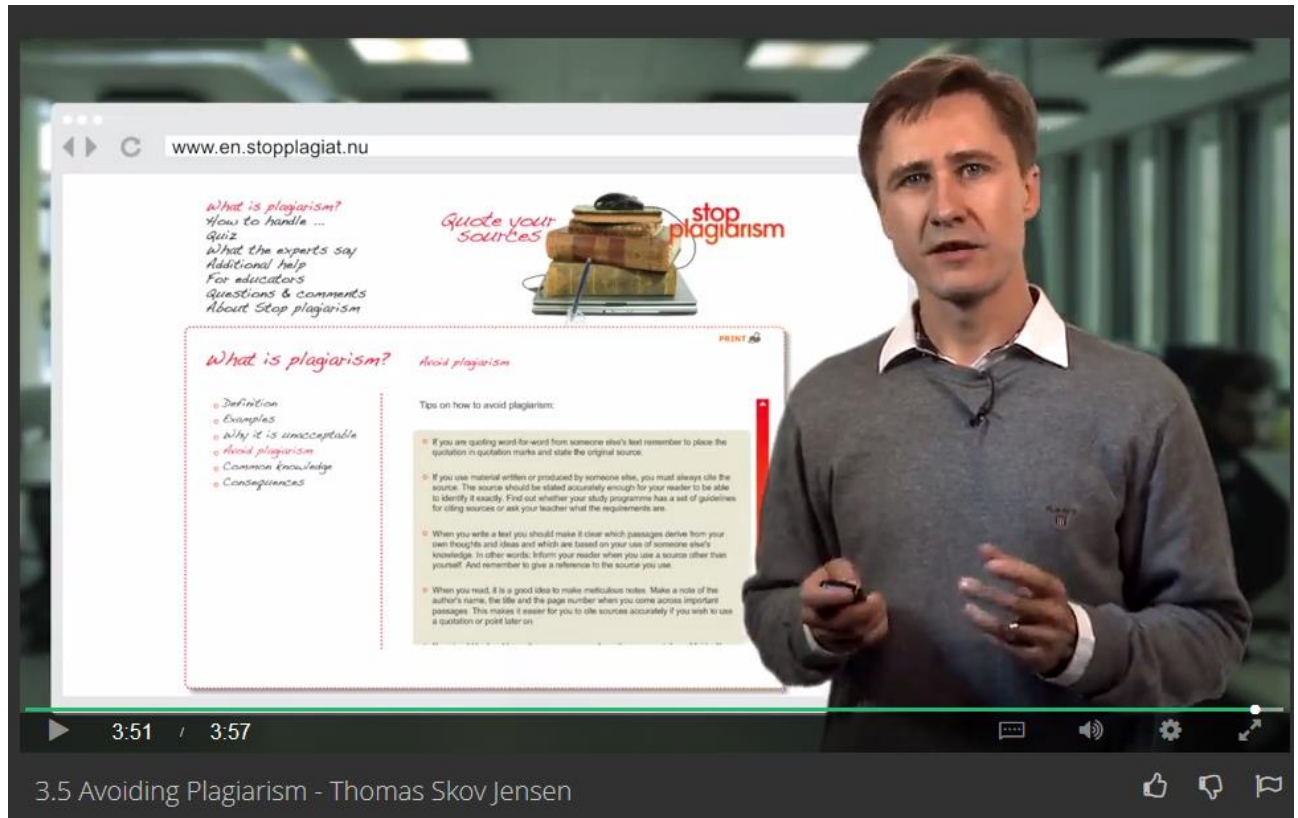 www.en.stopplagiat.nu
What is plagiarism?
How to handle ...
Quiz
What the experts say
Additional help
For educators
Questions & comments
About Stop plagiarism
Quote your
sources
stop
plagiarism
PRINT
What is plagiarism?
Definition
Examples
Why it is unacceptable
Avoid plagiarism
Common knowledge
Consequences
Avoid plagiarism
Tips on how to avoid plagiarism:
If you are quoting word-for-word from someone else's text remember to place the
quotation in quotation marks and state the original source.
If you use material written or produced by someone else, you must always cite the
source. The source should be stated accurately enough for your reader to be able
to identify it exactly. Find out whether your study programme has a set of guidelines
for citing sources or ask your teacher what the requirements are.
When you write a text you should make it clear which passages derive from your
own thoughts and ideas and which are based on your use of someone else's
knowledge. In other words: Inform your reader when you use a source other than
yourself. And remember to give a reference to the source you use.
When you read, it is a good idea to make meticulous notes. Make a note of the
author's name, the title and the page number when you come across important
passages. This makes it easier for you to cite sources accurately if you wish to use
a quotation or point later on
GANT
3:51 / 3:57
3.5 Avoiding Plagiarism - Thomas Skov Jensen